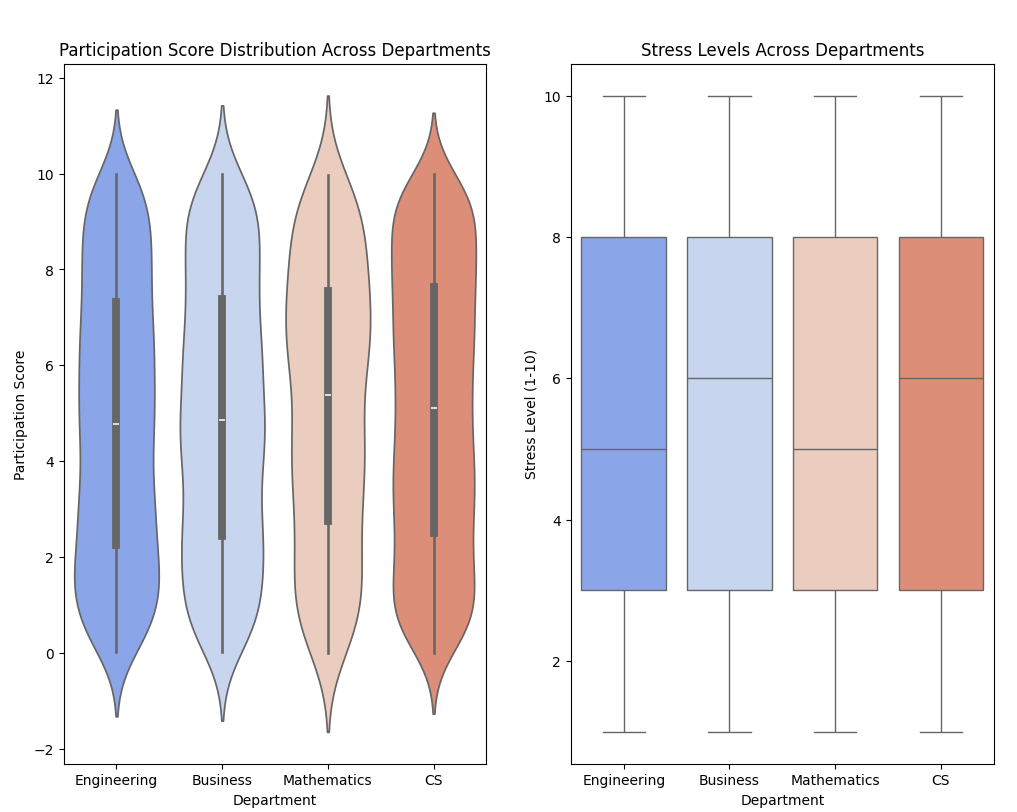 Participation Score Distribution Across Departments
12
10
8
6
4
2
0
−2
Participation Score
Engineering Business Mathematics CS
Department
Stress Levels Across Departments
10
8
6
4
2
Stress Level (1-10)
Engineering Business Mathematics CS
Department